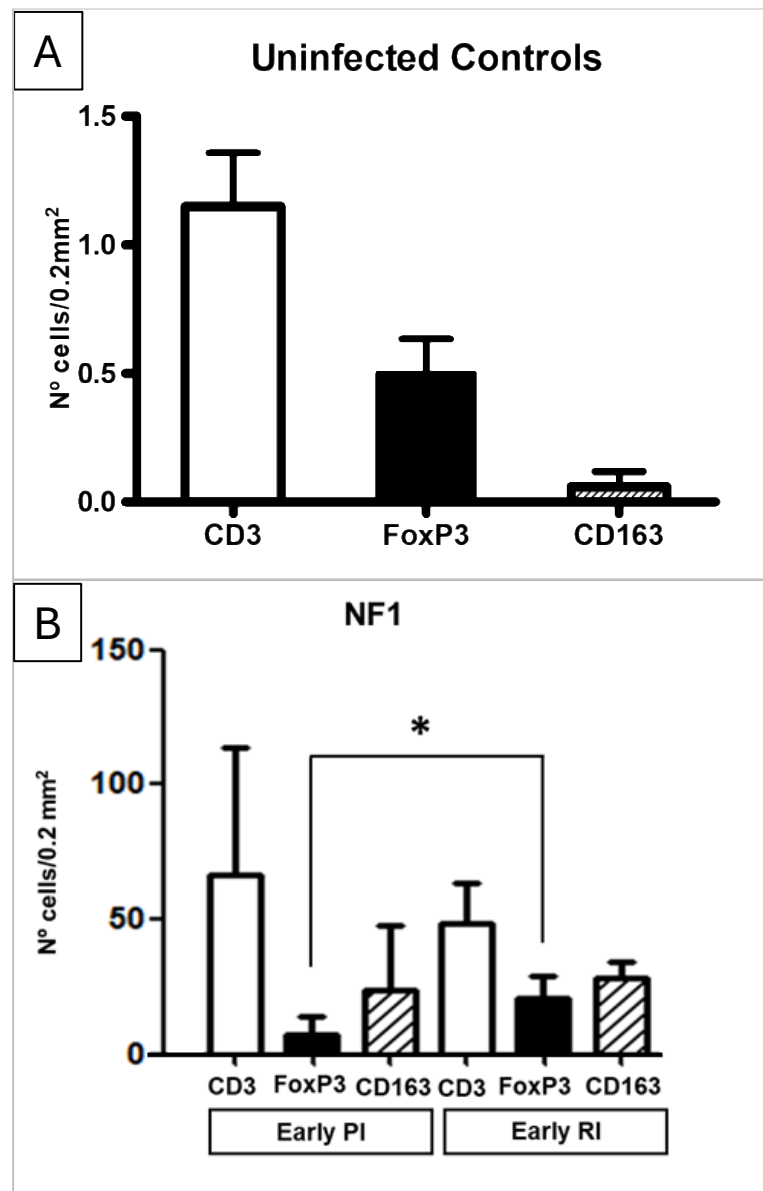 A
Uninfected Controls
Nº cells/0.2mm²
1.5
1.0
0.5
0.0
CD3 FoxP3 CD163
B
NF1
Nº cells/0.2 mm²
150
100
50
0
*
CD3 FoxP3 CD163 CD3 FoxP3 CD163
Early PI Early RI